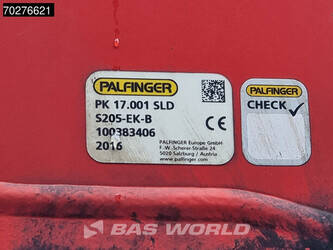 70276621
PALFINGER
PK 17.001 SLD
S205-EK-B
100383406
2016
PALFINGER Europe GmbH
F.-W.-Scherer-Straße 24
5020 Salzburg / Austria
www.palfinger.com
PALFINGER
CHECK
BAS WORLD